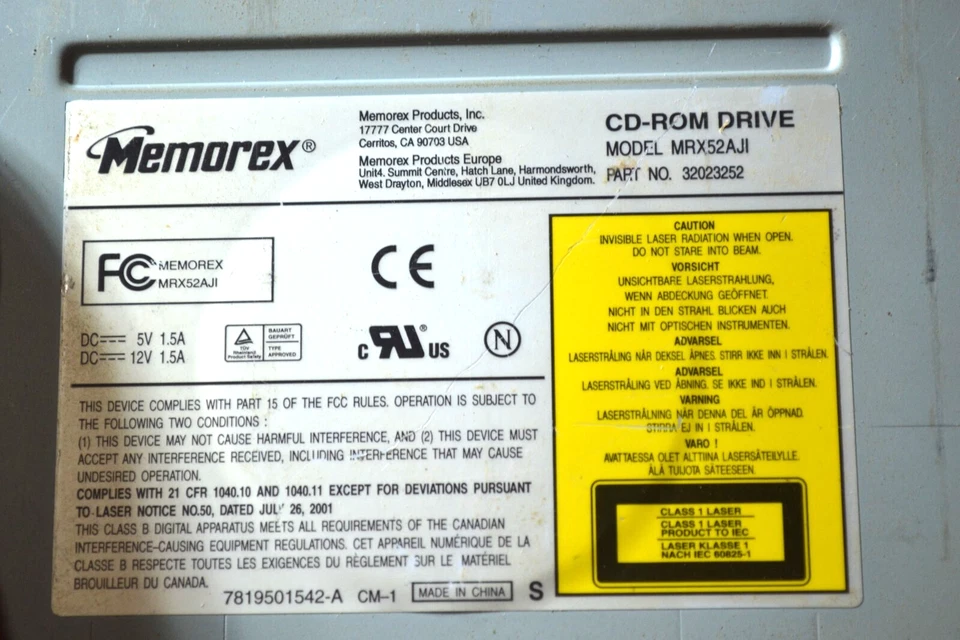 Memorex®
Memorex Products, Inc.
17777 Center Court Drive
Cerritos, CA 90703 USA
Memorex Products Europe
Unit4. Summit Centre, Hatch Lane, Harmondsworth,
West Drayton, Middlesex UB7 0LJ United Kingdom.
CD-ROM DRIVE
MODEL MRX52AJI
PART NO. 32023252
FC MEMOREX
MRX52AJI
CE
DC 5V 1.5A
DC 12V 1.5A
TÜV
Rheinland
Product Safety
BAUART
GEPRÜFT
TYPE
APPROVED
c RU® US
N
THIS DEVICE COMPLIES WITH PART 15 OF THE FCC RULES. OPERATION IS SUBJECT TO
THE FOLLOWING TWO CONDITIONS :
(1) THIS DEVICE MAY NOT CAUSE HARMFUL INTERFERENCE, AND (2) THIS DEVICE MUST
ACCEPT ANY INTERFERENCE RECEIVED, INCLUDING INTERFERENCE THAT MAY CAUSE
UNDESIRED OPERATION.
COMPLIES WITH 21 CFR 1040.10 AND 1040.11 EXCEPT FOR DEVIATIONS PURSUANT
TO LASER NOTICE NO.50, DATED JULY 26, 2001
THIS CLASS B DIGITAL APPARATUS MEETS ALL REQUIREMENTS OF THE CANADIAN
INTERFERENCE-CAUSING EQUIPMENT REGULATIONS. CET APPAREIL NUMÉRIQUE DE LA
CLASSE B RESPECTE TOUTES LES EXIGENCES DU RÈGLEMENT SUR LE MATÉRIEL
BROUILLEUR DU CANADA.
7819501542-A CM-1 MADE IN CHINA S
CAUTION
INVISIBLE LASER RADIATION WHEN OPEN.
DO NOT STARE INTO BEAM.
VORSICHT
UNSICHTBARE LASERSTRAHLUNG,
WENN ABDECKUNG GEÖFFNET.
NICHT IN DEN STRAHL BLICKEN AUCH
NICHT MIT OPTISCHEN INSTRUMENTEN.
ADVARSEL
LASERSTRÅLING NÅR DEKSEL ÅPNES. STIRR IKKE INN I STRÅLEN.
ADVARSEL
LASERSTRÅLING VED ÅBNING. SE IKKE IND I STRÅLEN.
VARNING
LASERSTRÅLNING NÄR DENNA DEL ÄR ÖPPNAD.
STIRRA EJ IN I STRÅLEN.
VARO !
AVATTAESSA OLET ALTTIINA LASERSÄTEILYLLE.
ÄLÄ TUIJOTA SÄTEESEEN.
CLASS 1 LASER
CLASS 1 LASER
PRODUCT TO IEC
LASER KLASSE 1
NACH IEC 60825-1